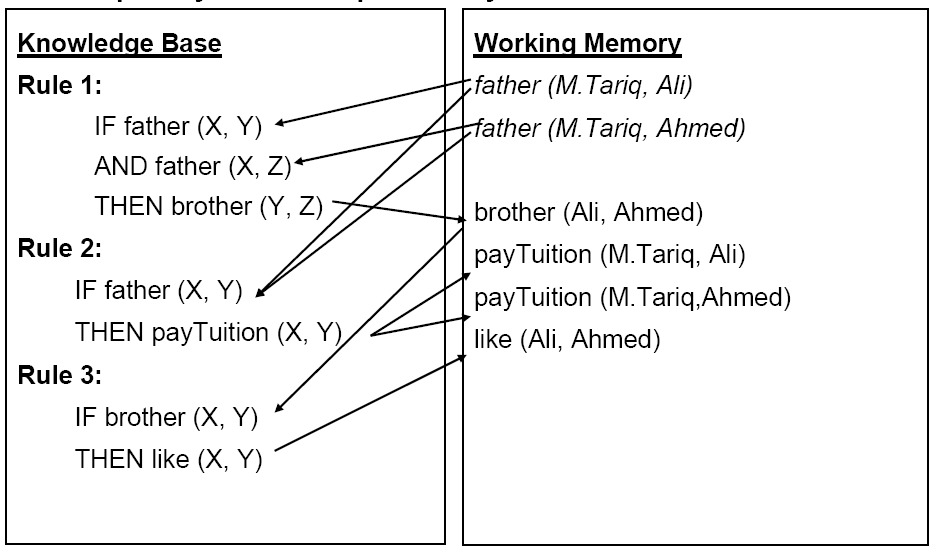 Knowledge Base
Rule 1:
IF father (X, Y)
AND father (X, Z)
THEN brother (Y, Z)
Rule 2:
IF father (X, Y)
THEN payTuition (X, Y)
Rule 3:
IF brother (X, Y)
THEN like (X, Y)
Working Memory
father (M.Tariq, Ali)
father (M.Tariq, Ahmed)
brother (Ali, Ahmed)
payTuition (M.Tariq, Ali)
payTuition (M.Tariq,Ahmed)
like (Ali, Ahmed)